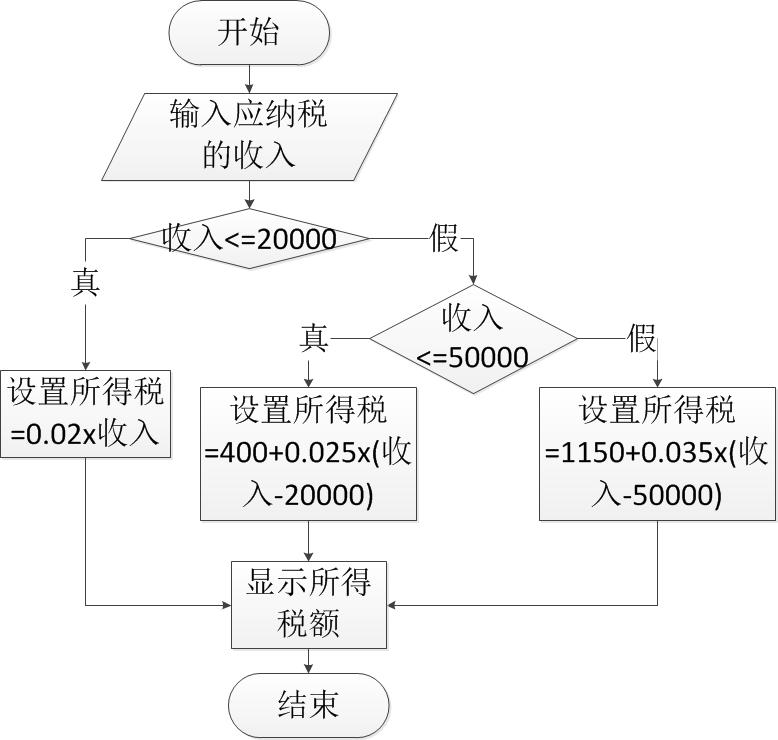 开始
输入应纳税
的收入
收入<=20000
真
假
收入
<=50000
真
假
设置所得税
=0.02x收入
设置所得税
=400+0.025x(收
入-20000)
设置所得税
=1150+0.035x(收
入-50000)
显示所得
税额
结束